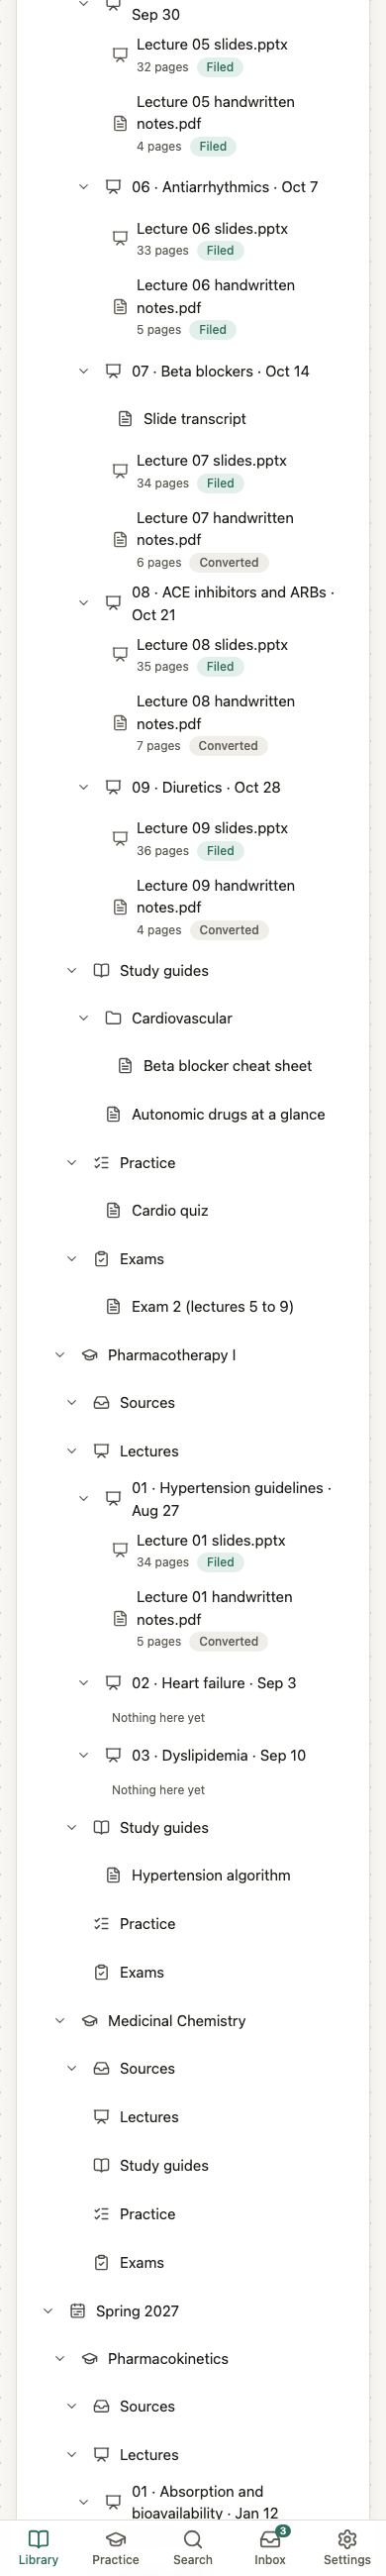 Sep 30
Lecture 05 slides.pptx
32 pages Filed
Lecture 05 handwritten
notes.pdf
4 pages Filed
06 · Antiarrhythmics · Oct 7
Lecture 06 slides.pptx
33 pages Filed
Lecture 06 handwritten
notes.pdf
5 pages Filed
07 · Beta blockers · Oct 14
Slide transcript
Lecture 07 slides.pptx
34 pages Filed
Lecture 07 handwritten
notes.pdf
6 pages Converted
08 · ACE inhibitors and ARBs ·
Oct 21
Lecture 08 slides.pptx
35 pages Filed
Lecture 08 handwritten
notes.pdf
7 pages Converted
09 · Diuretics · Oct 28
Lecture 09 slides.pptx
36 pages Filed
Lecture 09 handwritten
notes.pdf
4 pages Converted
Study guides
Cardiovascular
Beta blocker cheat sheet
Autonomic drugs at a glance
Practice
Cardio quiz
Exams
Exam 2 (lectures 5 to 9)
Pharmacotherapy I
Sources
Lectures
01 · Hypertension guidelines ·
Aug 27
Lecture 01 slides.pptx
34 pages Filed
Lecture 01 handwritten
notes.pdf
5 pages Converted
02 · Heart failure · Sep 3
Nothing here yet
03 · Dyslipidemia · Sep 10
Nothing here yet
Study guides
Hypertension algorithm
Practice
Exams
Medicinal Chemistry
Sources
Lectures
Study guides
Practice
Exams
Spring 2027
Pharmacokinetics
Sources
Lectures
01 · Absorption and
bioavailability · Jan 12
3
Library Practice Search Inbox Settings